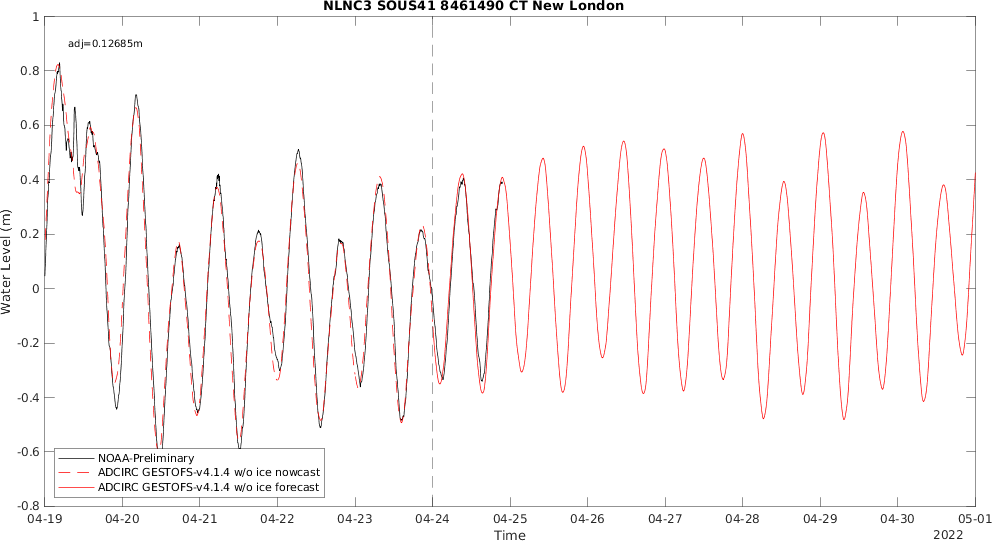 NLNC3 SOUS41 8461490 CT New London
adj=0.12685m
1
0.8
0.6
0.4
0.2
0
-0.2
-0.4
-0.6
-0.8
Water Level (m)
NOAA-Preliminary
ADCIRC GESTOFS-v4.1.4 w/o ice nowcast
ADCIRC GESTOFS-v4.1.4 w/o ice forecast
04-19 04-20 04-21 04-22 04-23 04-24 04-25 04-26 04-27 04-28 04-29 04-30 05-01
Time
2022